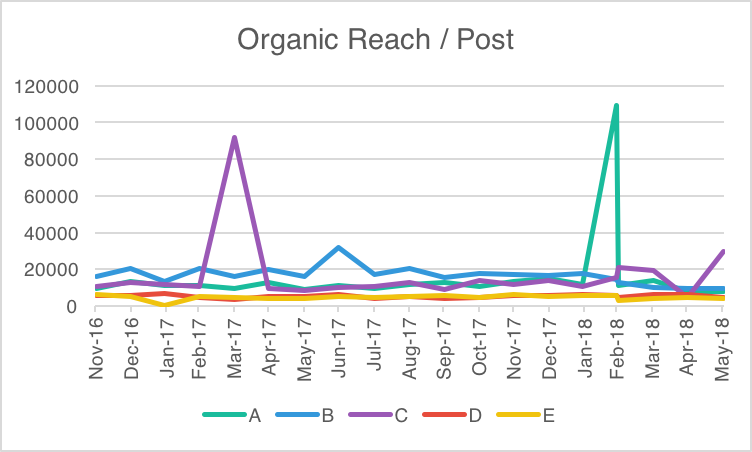 Organic Reach / Post
120000
100000
80000
60000
40000
20000
0
Nov-16 Dec-16 Jan-17 Feb-17 Mar-17 Apr-17 May-17 Jun-17 Jul-17 Aug-17 Sep-17 Oct-17 Nov-17 Dec-17 Jan-18 Feb-18 Mar-18 Apr-18 May-18
A B C D E